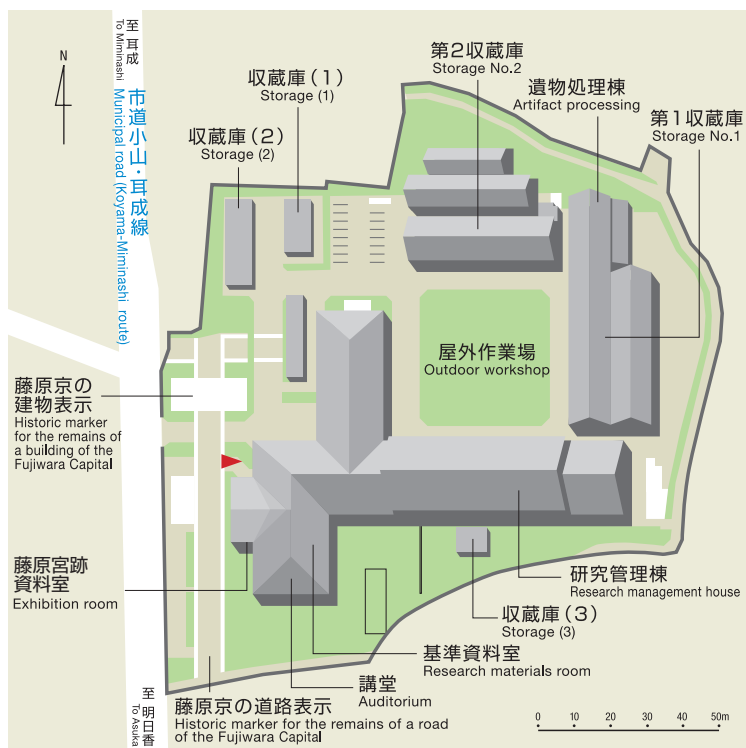 N
至 耳成
To Miminashi
市道小山・耳成線
Municipal road (Koyama-Miminashi route)
収蔵庫(1)
Storage (1)
収蔵庫(2)
Storage (2)
第2収蔵庫
Storage No.2
遺物処理棟
Artifact processing
第1収蔵庫
Storage No.1
屋外作業場
Outdoor workshop
藤原京の
建物表示
Historic marker
for the remains of
a building of the
Fujiwara Capital
藤原宮跡
資料室
Exhibition room
研究管理棟
Research management house
収蔵庫(3)
Storage (3)
基準資料室
Research materials room
講堂
Auditorium
藤原京の道路表示
Historic marker for the remains of a road
of the Fujiwara Capital
至 明日香
To Asuka
0 10 20 30 40 50m